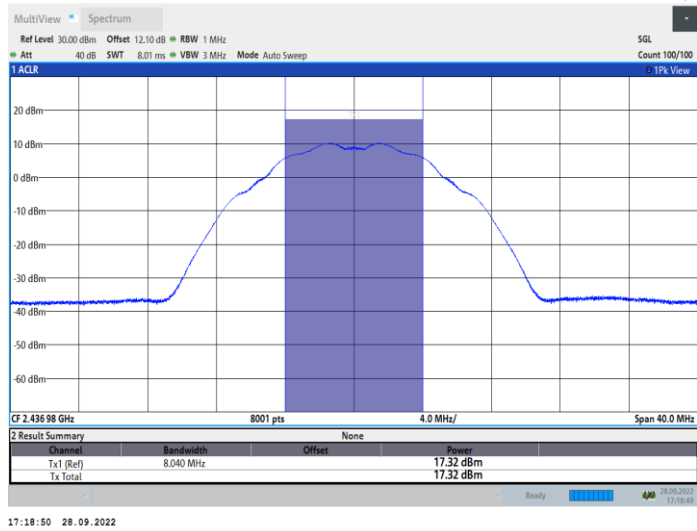 MultiView Spectrum
Ref Level 30.00 dBm Offset 12.10 dB RBW 1 MHz SGL
Att 40 dB SWT 8.01 ms VBW 3 MHz Mode Auto Sweep Count 100/100
1 ACLR 1Pk View
20 dBm
10 dBm
0 dBm
-10 dBm
-20 dBm
-30 dBm
-40 dBm
-50 dBm
-60 dBm
CF 2.436 98 GHz 8001 pts 4.0 MHz/ Span 40.0 MHz
2 Result Summary None
Channel Bandwidth Offset Power
Tx1 (Ref) 8.040 MHz 17.32 dBm
Tx Total 17.32 dBm
Ready 28.09.2022
17:18:49
17:18:50 28.09.2022